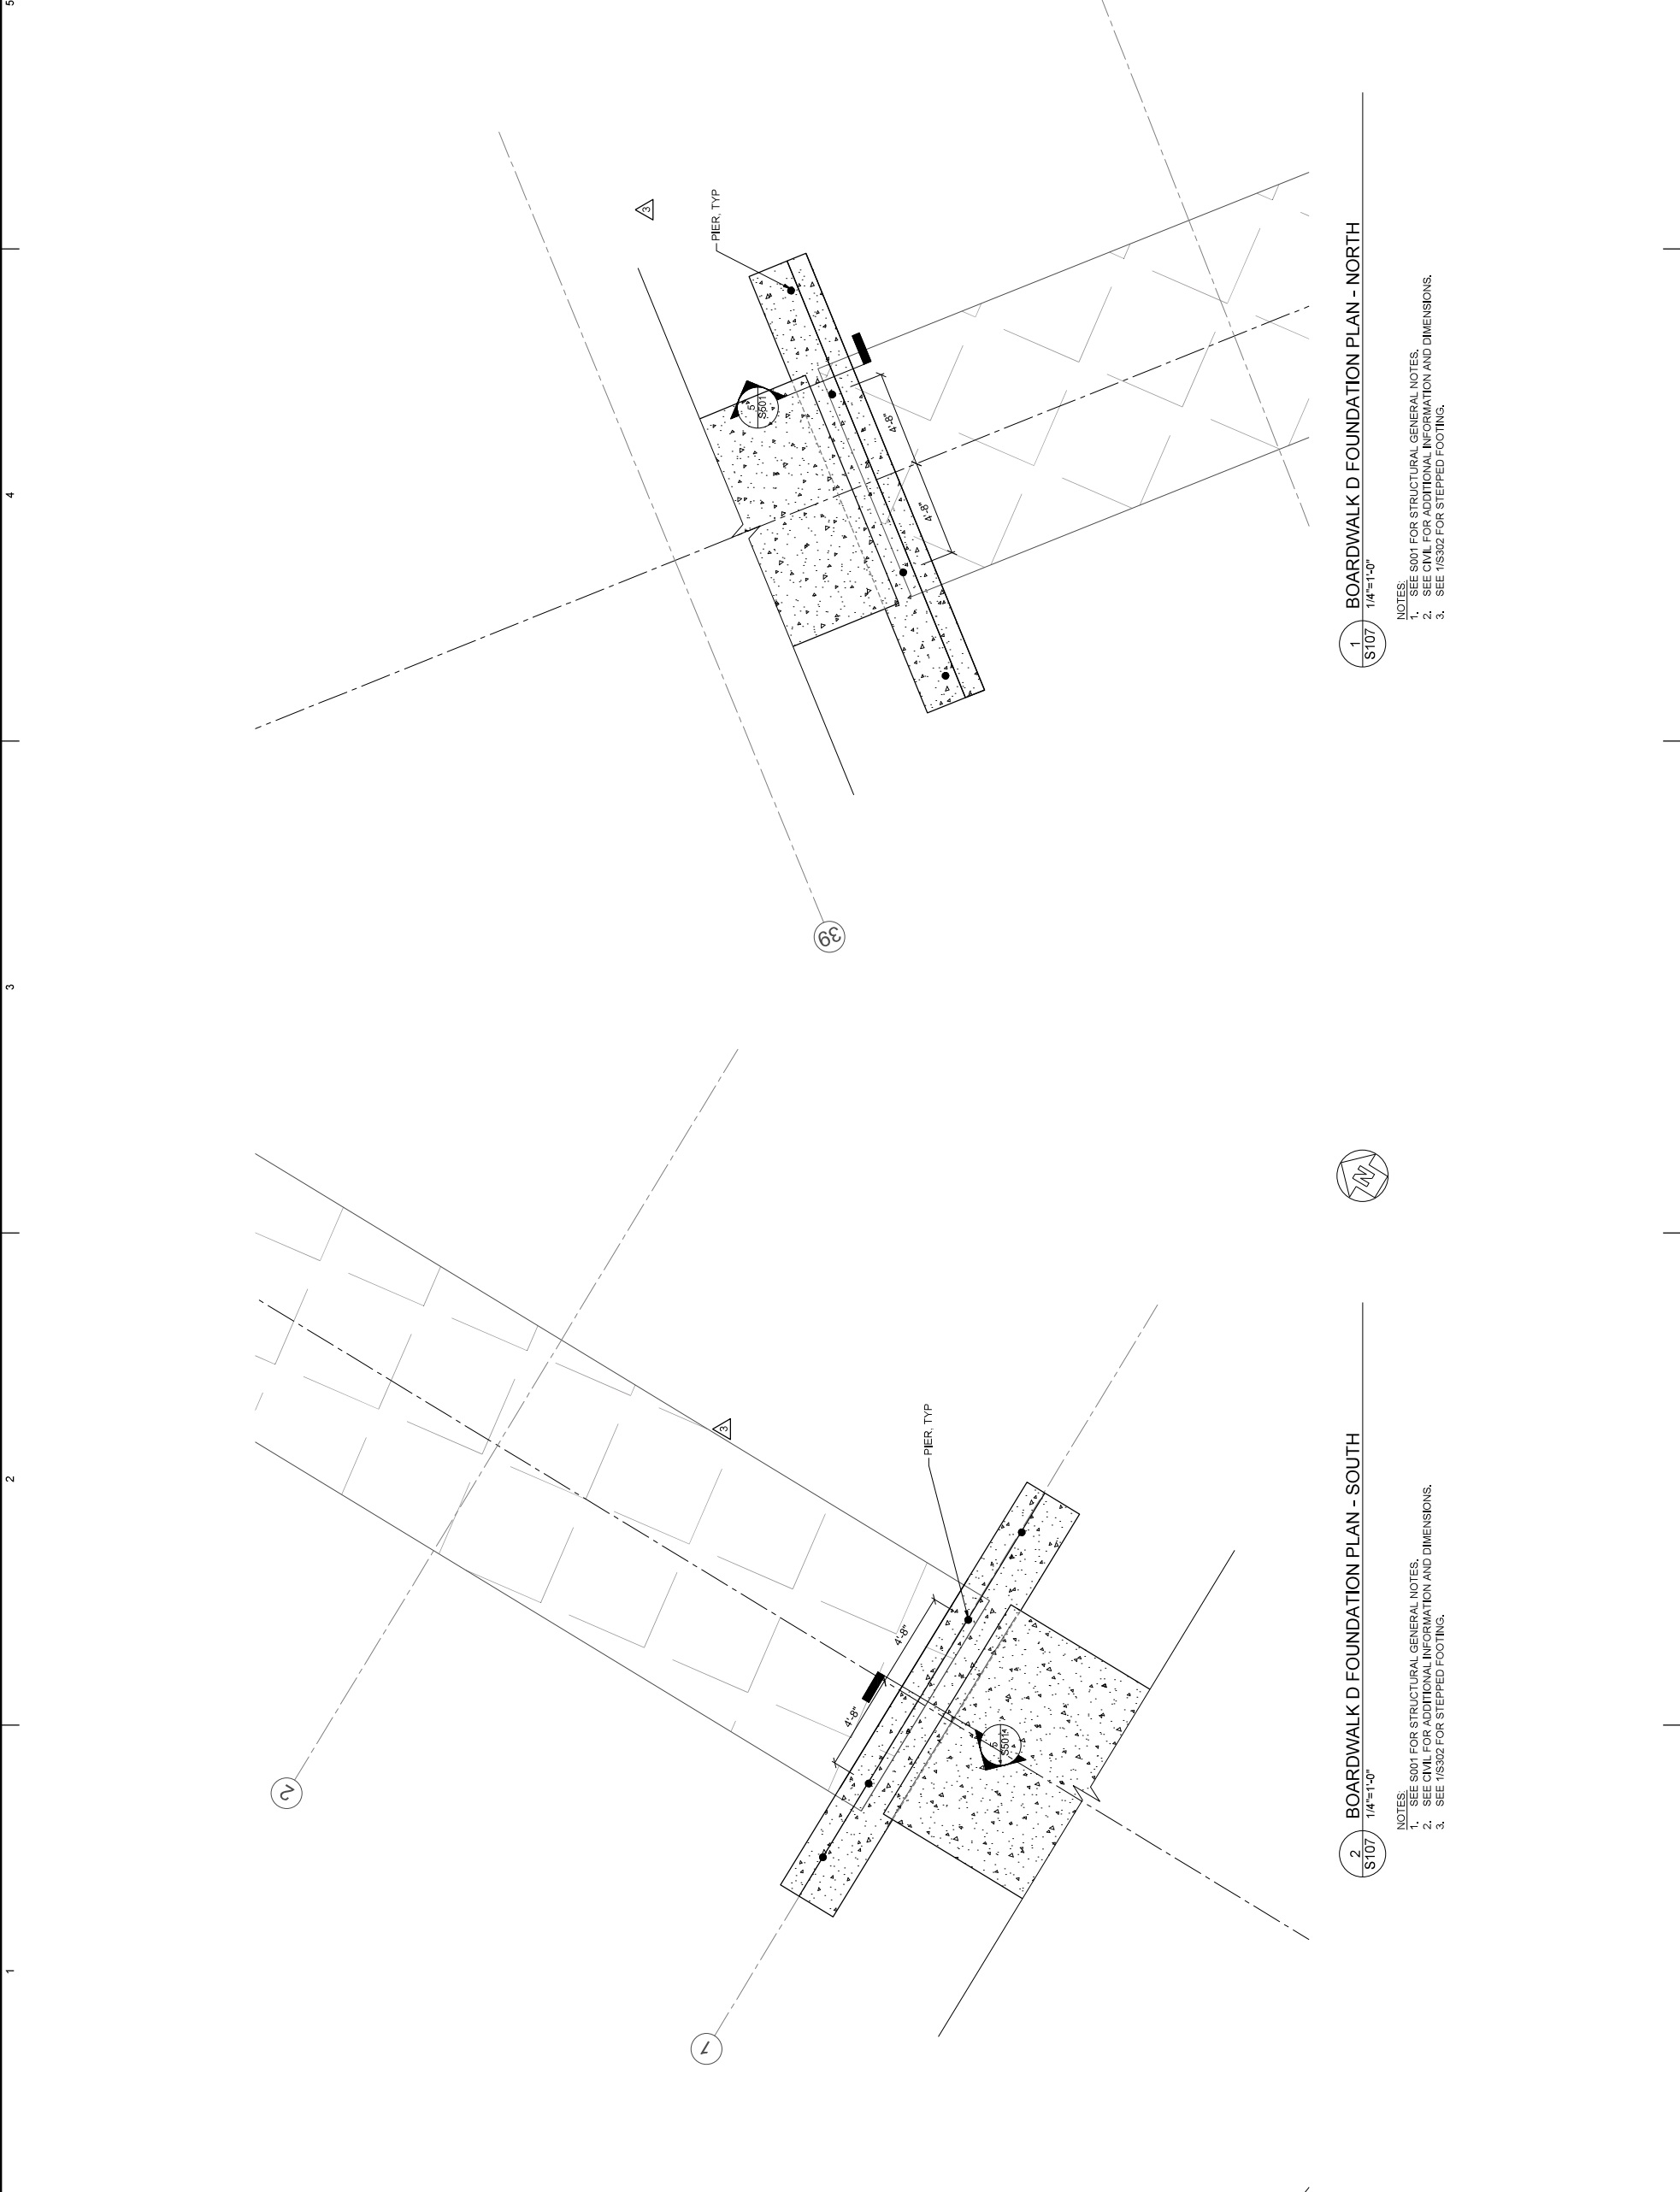 1
2
3
4
5
2
1
4'-8"
4'-8"
PIER, TYP
3
5
S501
2
S107
BOARDWALK D FOUNDATION PLAN - SOUTH
1/4"=1'-0"
NOTES:
1. SEE S001 FOR STRUCTURAL GENERAL NOTES.
2. SEE CIVIL FOR ADDITIONAL INFORMATION AND DIMENSIONS.
3. SEE 1/S302 FOR STEPPED FOOTING.
N
39
4'-8"
4'-8"
PIER, TYP
3
5
S501
1
S107
BOARDWALK D FOUNDATION PLAN - NORTH
1/4"=1'-0"
NOTES:
1. SEE S001 FOR STRUCTURAL GENERAL NOTES.
2. SEE CIVIL FOR ADDITIONAL INFORMATION AND DIMENSIONS.
3. SEE 1/S302 FOR STEPPED FOOTING.